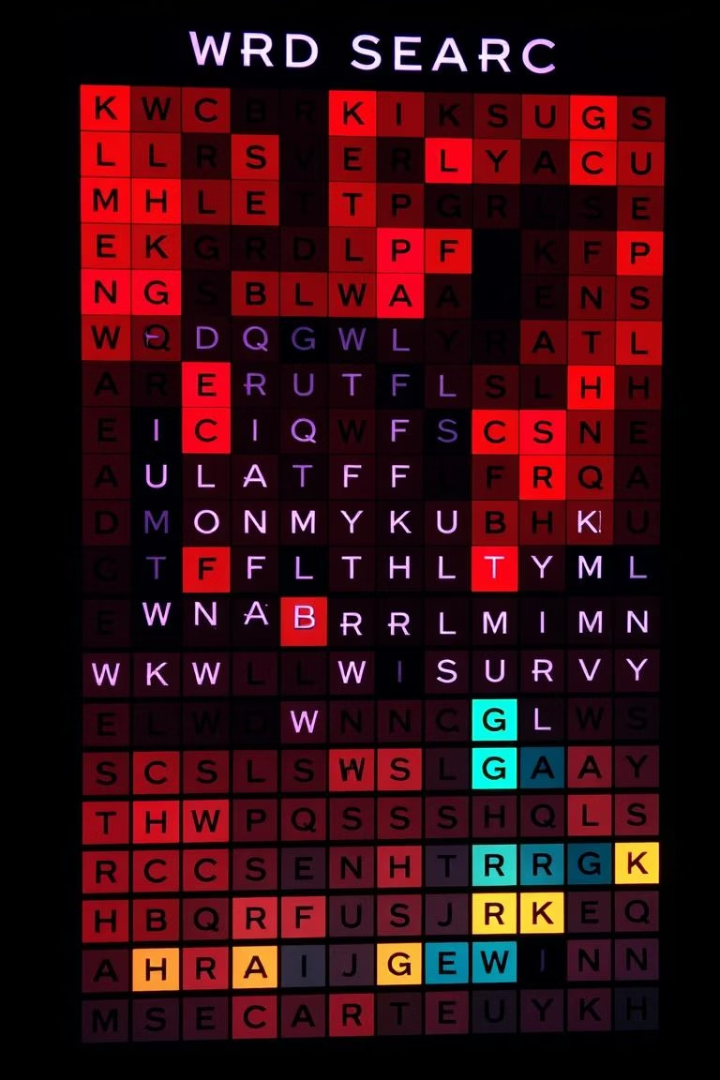 WRD SEARC
K W C B R K I K S U G S
L L R S V E R L Y A C U
M H L E T T P G R L S E
E K G R D L P F K F P
N G S B L W A A E N S
W Q D Q G W L Y R A T L
A R E R U T F L S L H H
E I C I Q W F S C S N E
A U L A T F F L F R Q A
D M O N M Y K U B H K U
G T F F L T H L T Y M L
E W N A B R R L M I M N
W K W L L W I S U R V Y
E L W D W N N C G L W S
S C S L S W S L G A A Y
T H W P Q S S S H Q L S
R C C S E N H T R R G K
H B Q R F U S J R K E Q
A H R A I J G E W I N N
M S E C A R T E U Y K H